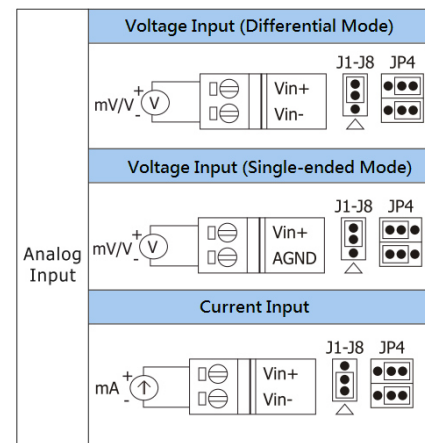 Voltage Input (Differential Mode)
J1-J8 JP4
mV/V + - V Vin+
Vin-
Voltage Input (Single-ended Mode)
J1-J8 JP4
mV/V + - V Vin+
AGND
Analog
Input
Current Input
J1-J8 JP4
mA + - Vin+
Vin-